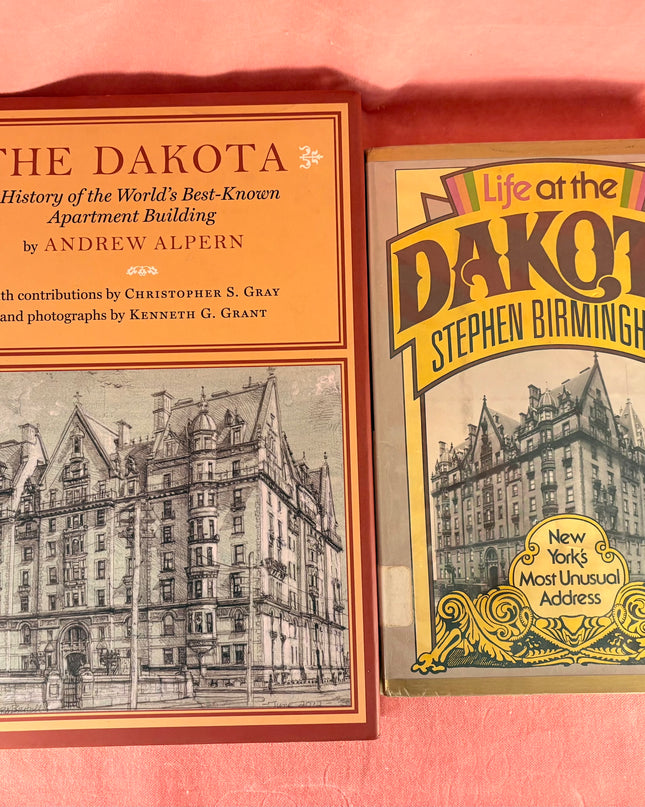 THE DAKOTA
History of the World's Best-Known
Apartment Building
by ANDREW ALPERN
th contributions by CHRISTOPHER S. GRAY
and photographs by KENNETH G. GRANT
Life at the
DAKOT
STEPHEN BIRMINGH
New
York's
Most Unusual
Address